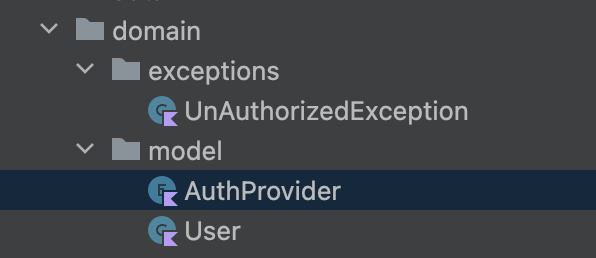 domain
exceptions
UnAuthorizedException
model
AuthProvider
User